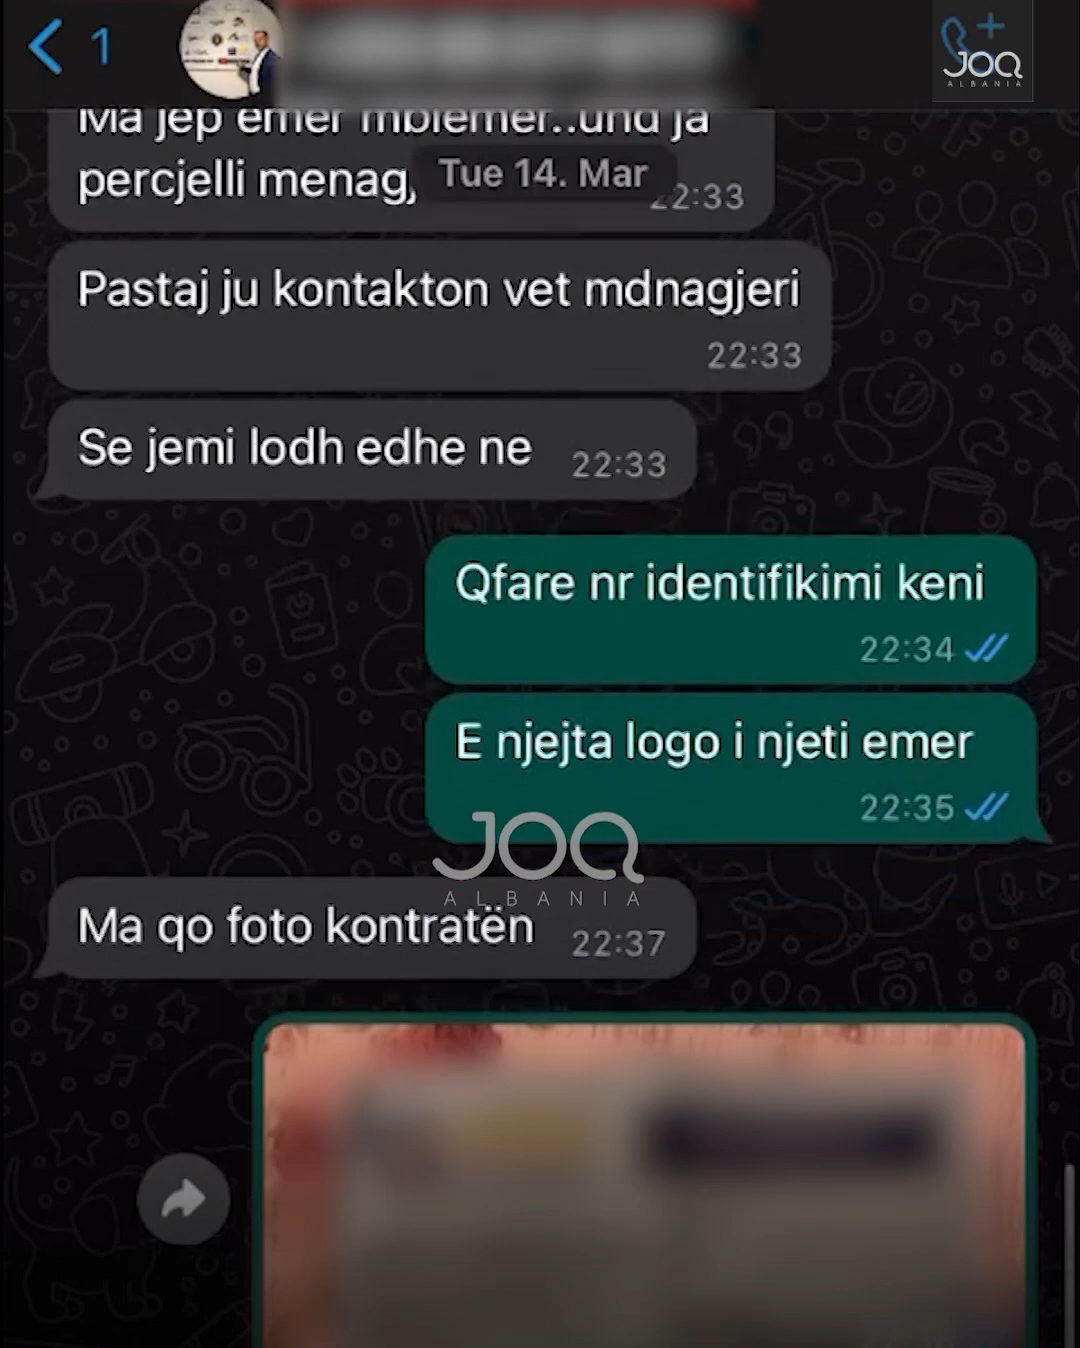 1
JOQ
ALBANIA
Ma jep emer mbiemer..und ja
percjelli menag,
Tue 14. Mar
22:33
Pastaj ju kontakton vet mdnagjeri
22:33
Se jemi lodh edhe ne
22:33
Qfare nr identifikimi keni
22:34
E njejta logo i njeti emer
22:35
JOQ
ALBANIA
Ma qo foto kontratën
22:37